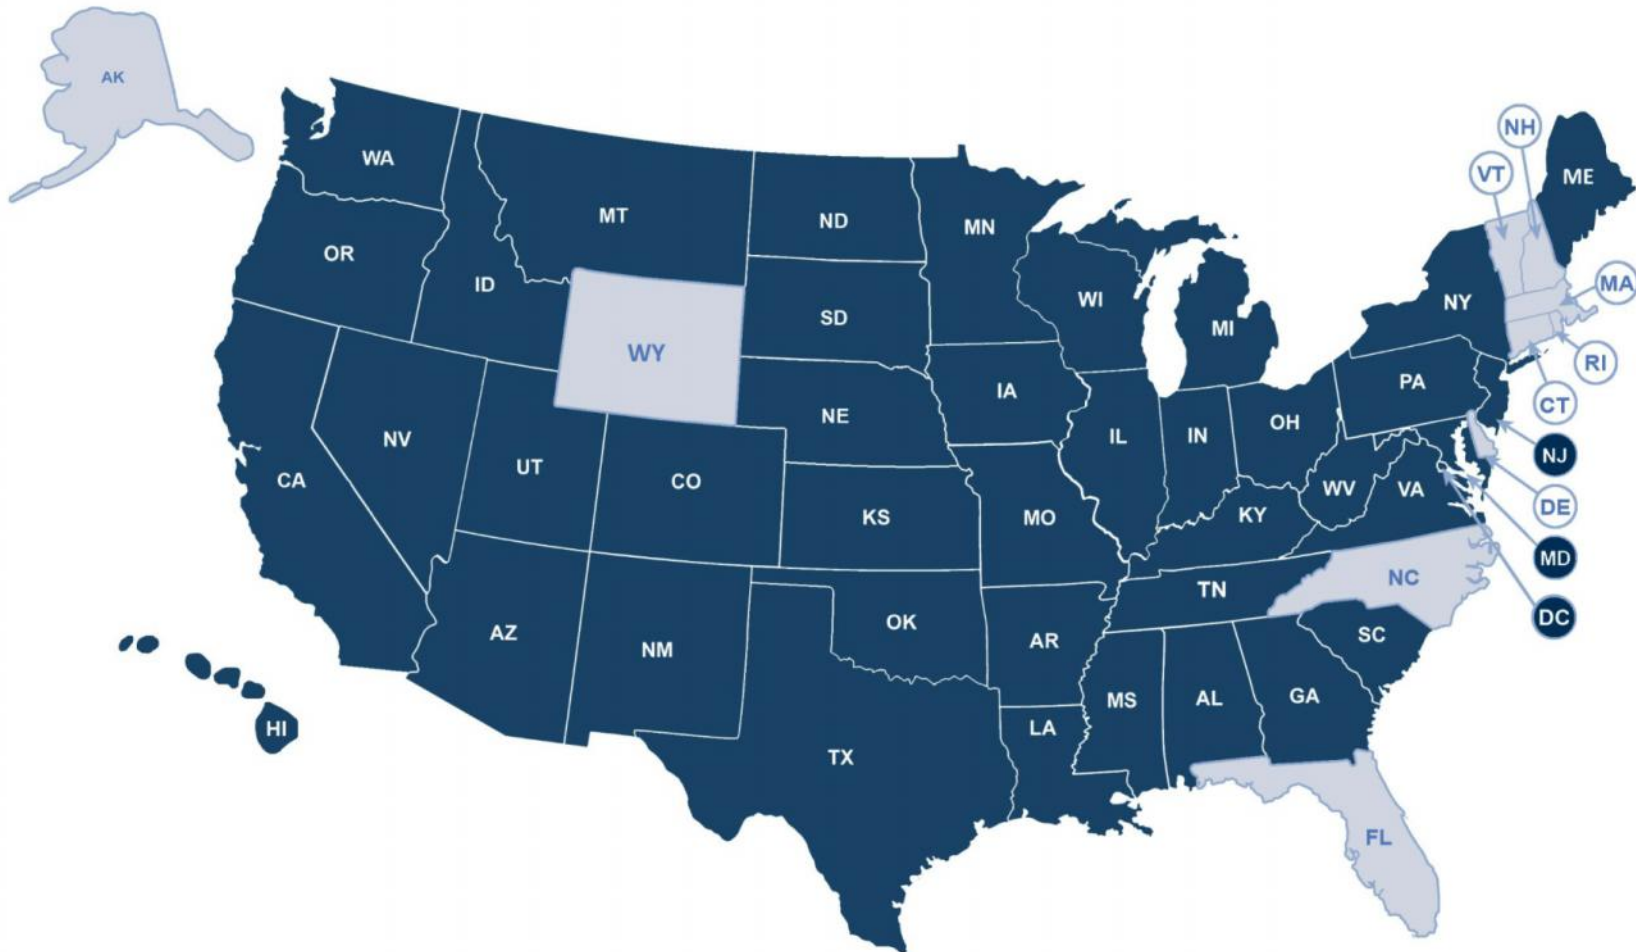 AK
NH
WA
VT
ME
MT
ND
MN
OR
ID
MA
WI
NY
SD
MI
WY
RI
PA
IA
CT
NE
OH
NV
IL
IN
NJ
UT
CO
CA
WV
VA
DE
KS
MO
KY
MD
NC
TN
DC
OK
AZ
SC
AR
NM
GA
AL
MS
LA
HI
TX
FL